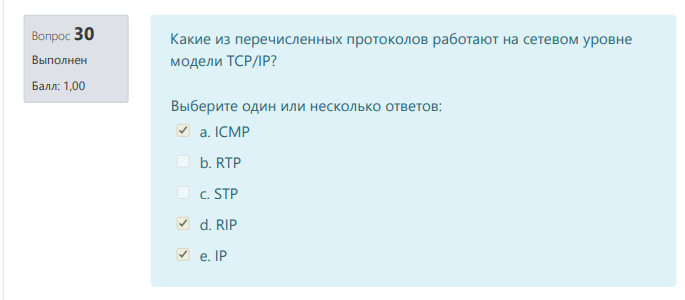 Вопрос 30
Выполнен
Балл: 1,00
Какие из перечисленных протоколов работают на сетевом уровне
модели TCP/IP?
Выберите один или несколько ответов:
a. ICMP
b. RTP
c. STP
d. RIP
e. IP